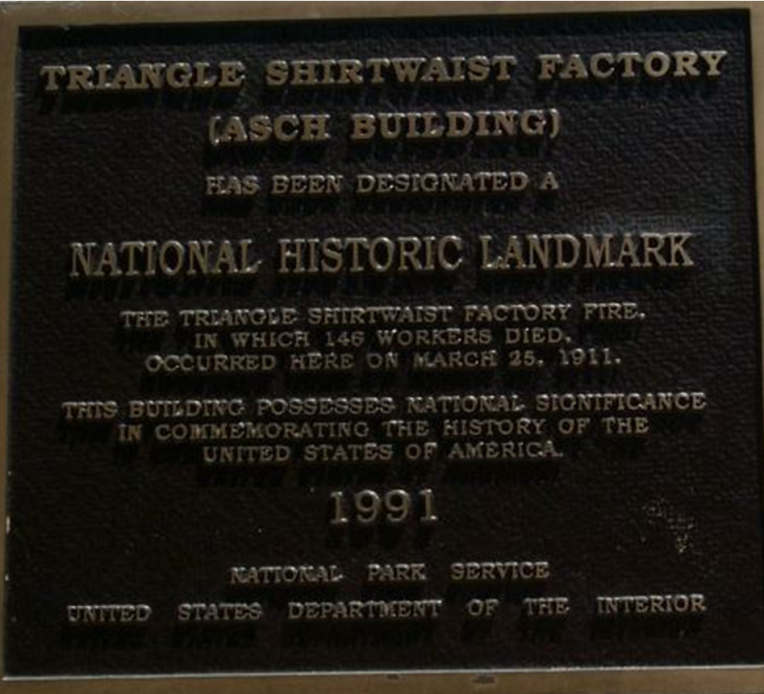 TRIANGLE SHIRTWAIST FACTORY
(ASCH BUILDING)
HAS BEEN DESIGNATED A
NATIONAL HISTORIC LANDMARK
THE TRIANGLE SHIRTWAIST FACTORY FIRE,
IN WHICH 146 WORKERS DIED,
OCCURRED HERE ON MARCH 25, 1911.
THIS BUILDING POSSESSES NATIONAL SIGNIFICANCE
IN COMMEMORATING THE HISTORY OF THE
UNITED STATES OF AMERICA.
1991
NATIONAL PARK SERVICE
UNITED STATES DEPARTMENT OF THE INTERIOR